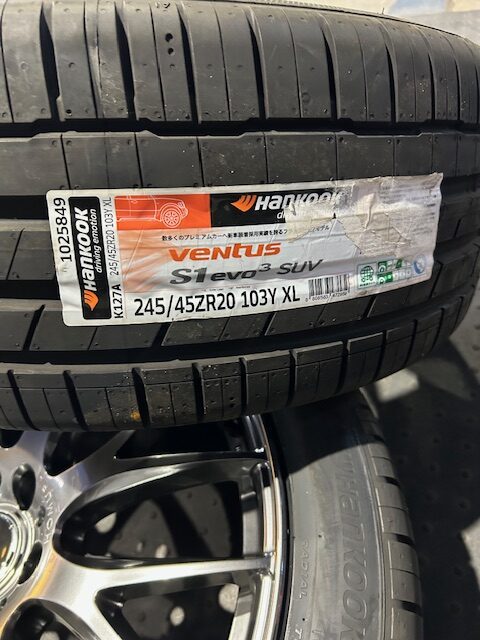 1025849
HANKOOK
driving emotion
K127A 245/45ZR20 103Y XL
HANKOOK
ventus
S1 evo³ SUV
245/45ZR20 103Y XL
HANKOOK